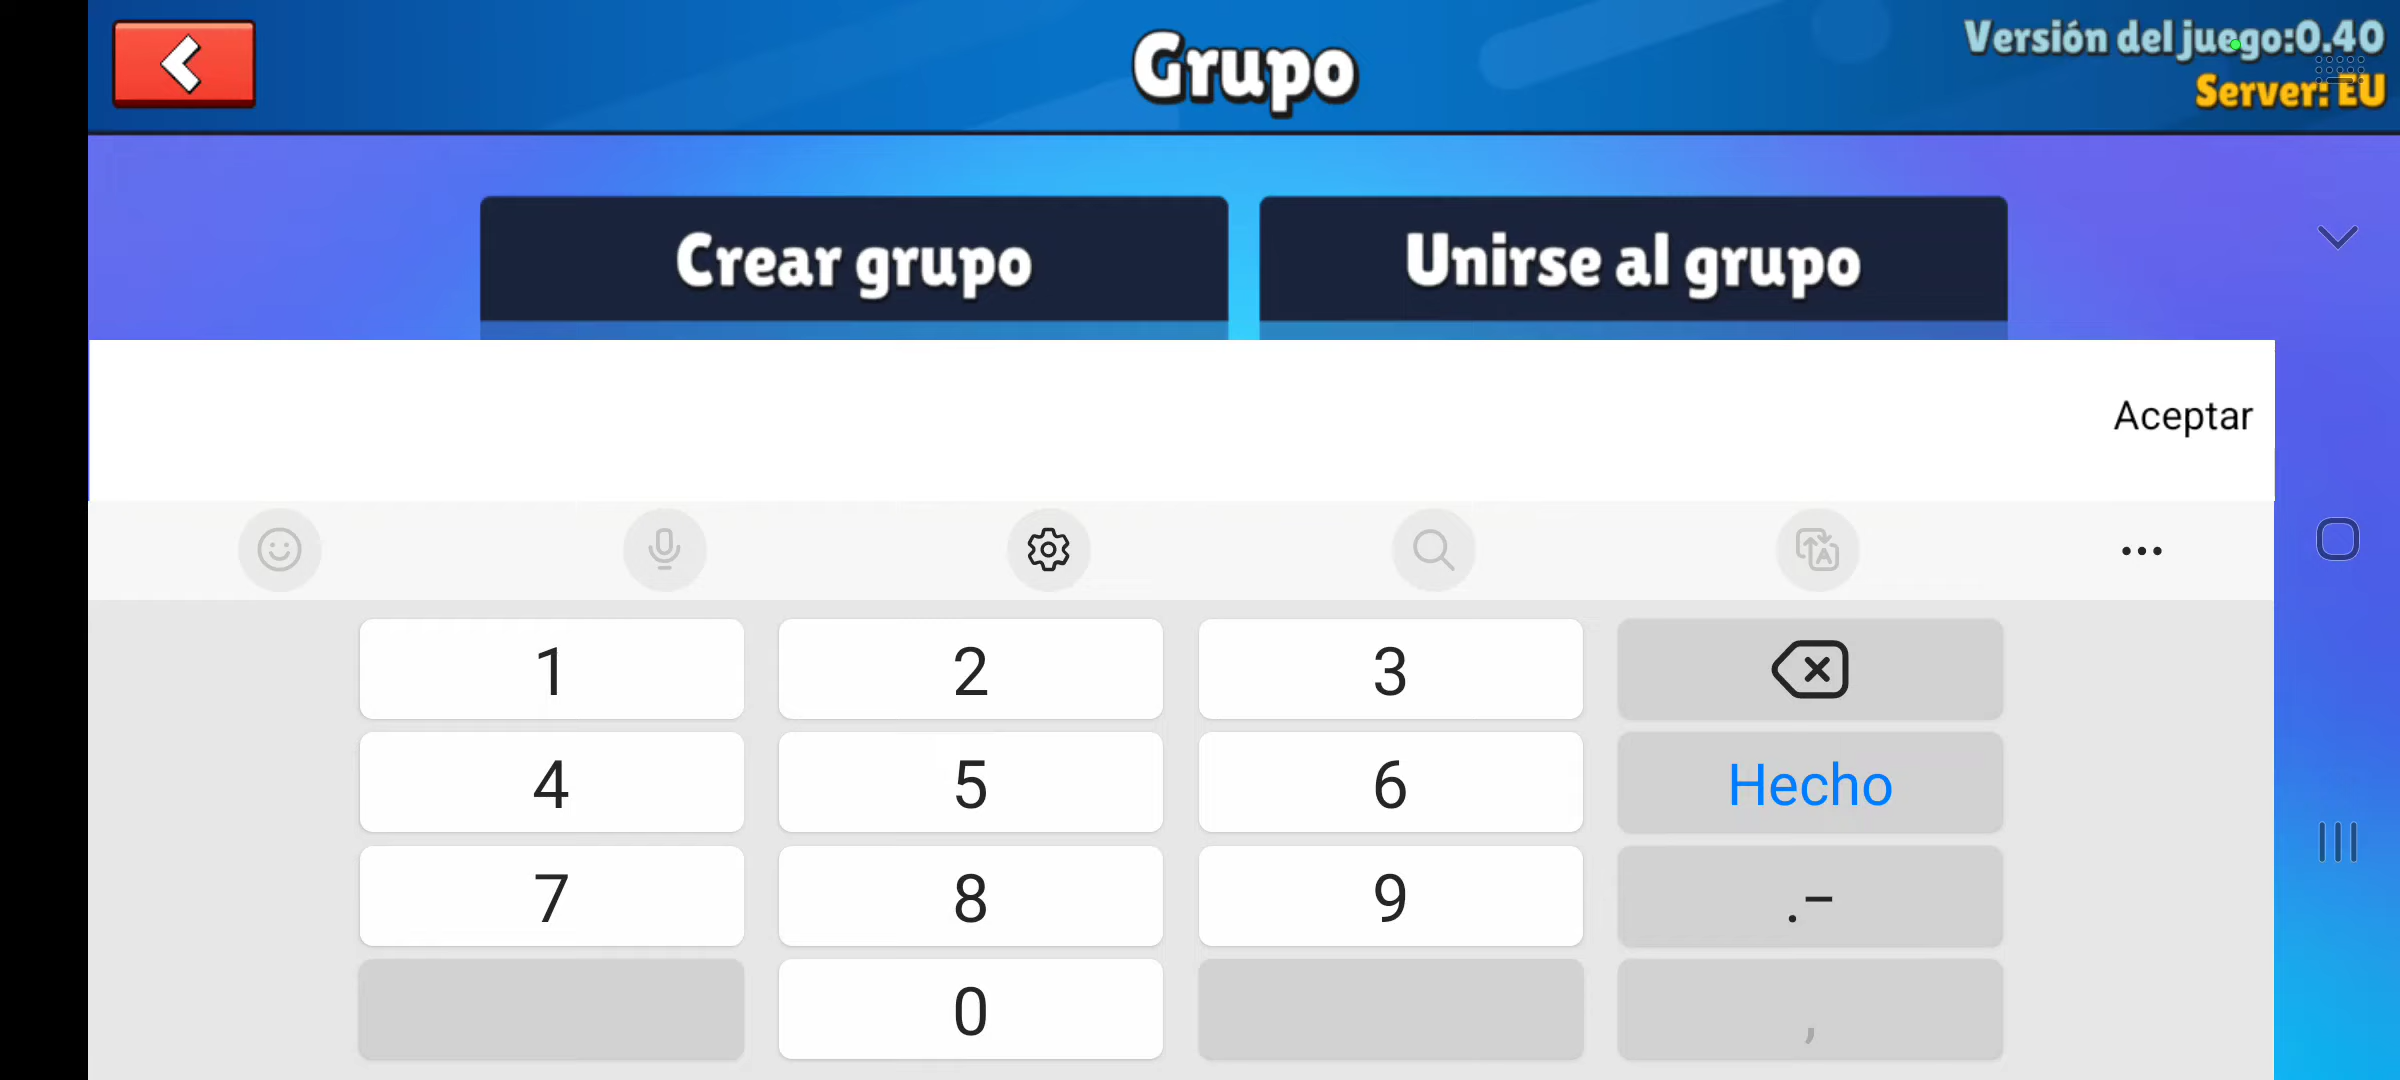 Grupo
Versión del juego:0.40
Server: EU
Crear grupo
Unirse al grupo
Aceptar
1 2 3
4 5 6 Hecho
7 8 9 .-
0 ,